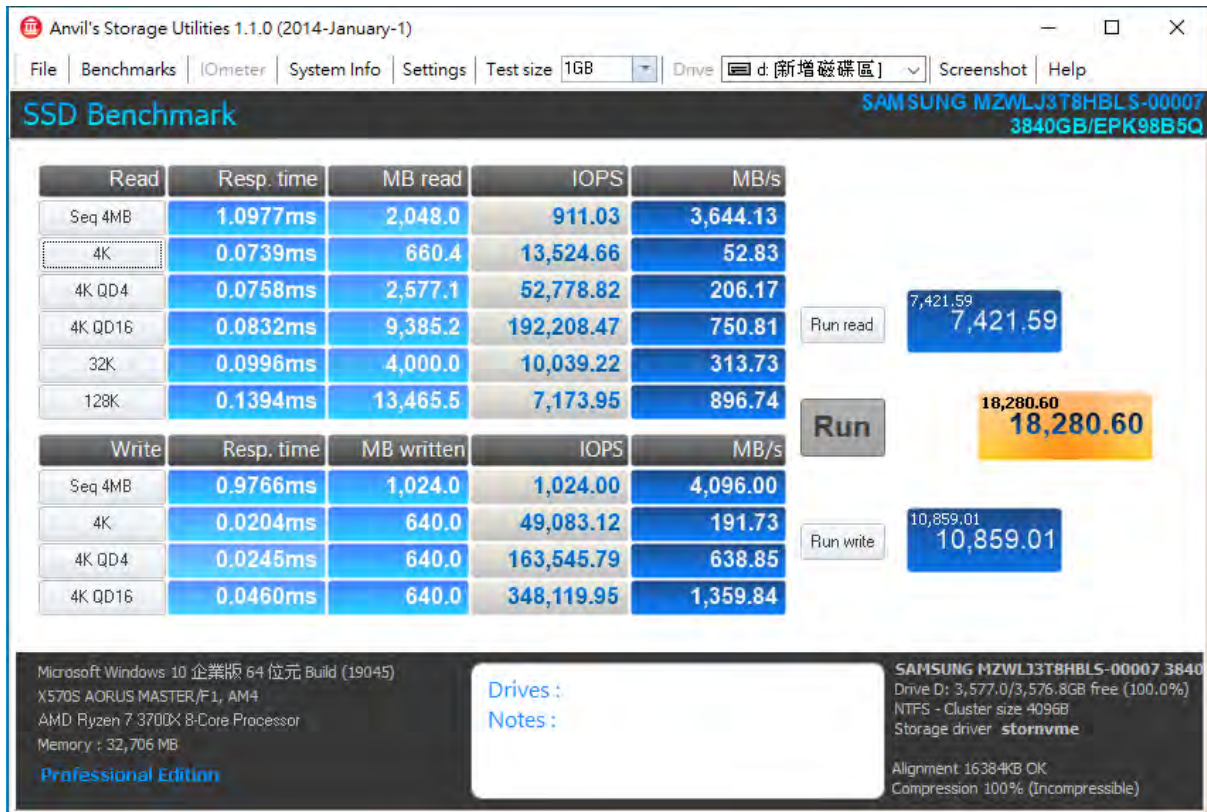 Anvil's Storage Utilities 1.1.0 (2014-January-1)
File Benchmarks IOmeter System Info Settings Test size 1GB Drive d: [新增磁碟區] Screenshot Help
SSD Benchmark
SAMSUNG MZWLJ3T8HBLS-00007
3840GB/EPK98B5Q
Read Resp. time MB read IOPS MB/s
Seq 4MB 1.0977ms 2,048.0 911.03 3,644.13
4K 0.0739ms 660.4 13,524.66 52.83
4K QD4 0.0758ms 2,577.1 52,778.82 206.17
4K QD16 0.0832ms 9,385.2 192,208.47 750.81
32K 0.0996ms 4,000.0 10,039.22 313.73
128K 0.1394ms 13,465.5 7,173.95 896.74
Run read
7,421.59
7,421.59
Run
18,280.60
18,280.60
Write Resp. time MB written IOPS MB/s
Seq 4MB 0.9766ms 1,024.0 1,024.00 4,096.00
4K 0.0204ms 640.0 49,083.12 191.73
4K QD4 0.0245ms 640.0 163,545.79 638.85
4K QD16 0.0460ms 640.0 348,119.95 1,359.84
Run write
10,859.01
10,859.01
Microsoft Windows 10 企業版 64 位元 Build (19045)
X570S AORUS MASTER/F1, AM4
AMD Ryzen 7 3700X 8-Core Processor
Memory : 32,706 MB
Professional Edition
Drives :
Notes :
SAMSUNG MZWLJ3T8HBLS-00007 3840
Drive D: 3,577.0/3,576.8GB free (100.0%)
NTFS - Cluster size 4096B
Storage driver stornvme
Alignment 16384KB OK
Compression 100% (Incompressible)